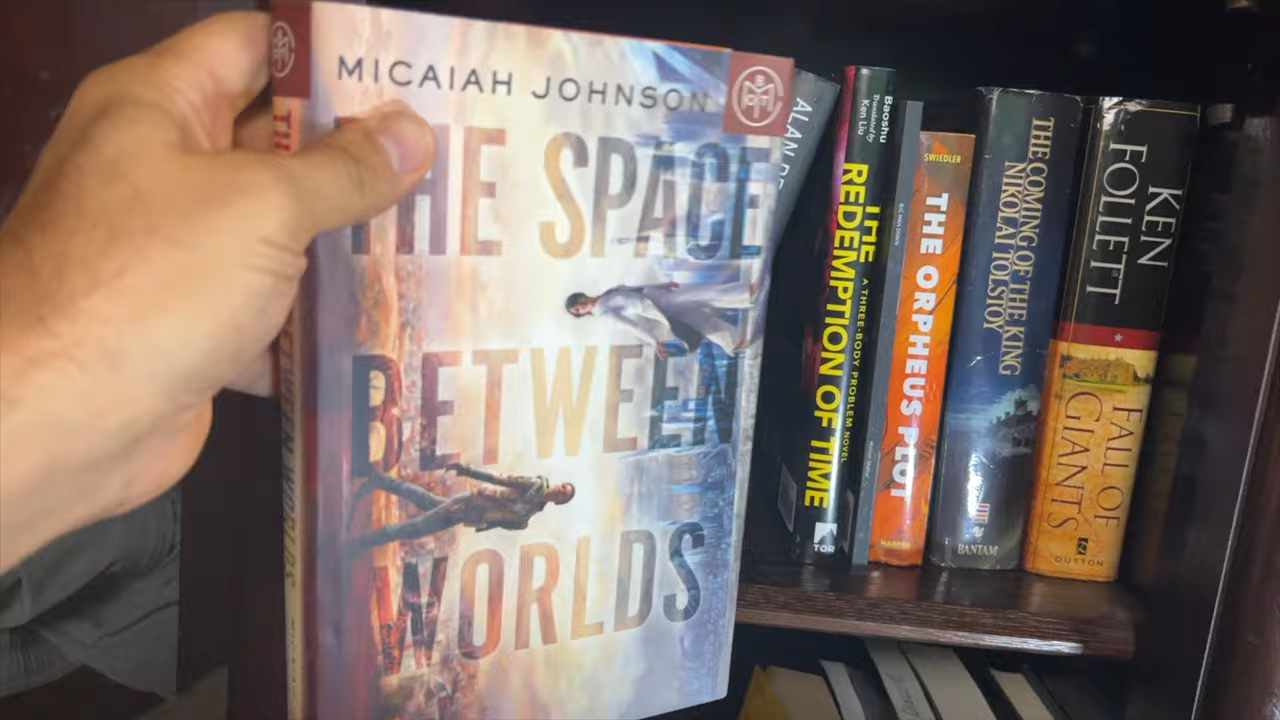 MICAIAH JOHNSON
THE SPACE
BETWEEN
WORLDS
BOTM
ALAN
Baoshu
Translated by
Ken Liu
THE
REDEMPTION OF TIME
A THREE-BODY PROBLEM NOVEL
TOR
SWIEDLER
THE ORPHEUS PLOT
HARPER
THE COMING OF THE KING
NIKOLAI TOLSTOY
BANTAM
KEN
FOLLETT
FALL OF
GIANTS
DUTTON